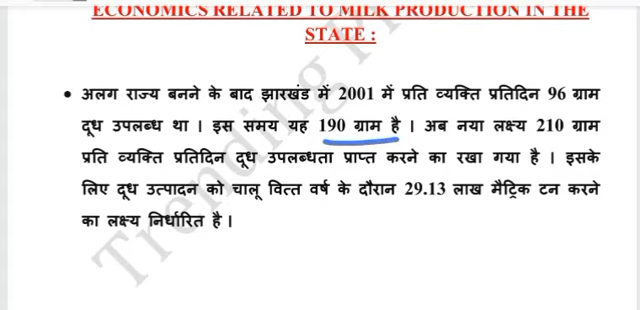 ECONOMICS RELATED TO MILK PRODUCTION IN THE
STATE :
• अलग राज्य बनने के बाद झारखंड में 2001 में प्रति व्यक्ति प्रतिदिन 96 ग्राम
दूध उपलब्ध था । इस समय यह 190 ग्राम है । अब नया लक्ष्य 210 ग्राम
प्रति व्यक्ति प्रतिदिन दूध उपलब्धता प्राप्त करने का रखा गया है । इसके
लिए दूध उत्पादन को चालू वित्त वर्ष के दौरान 29.13 लाख मैट्रिक टन करने
का लक्ष्य निर्धारित है ।
Trending